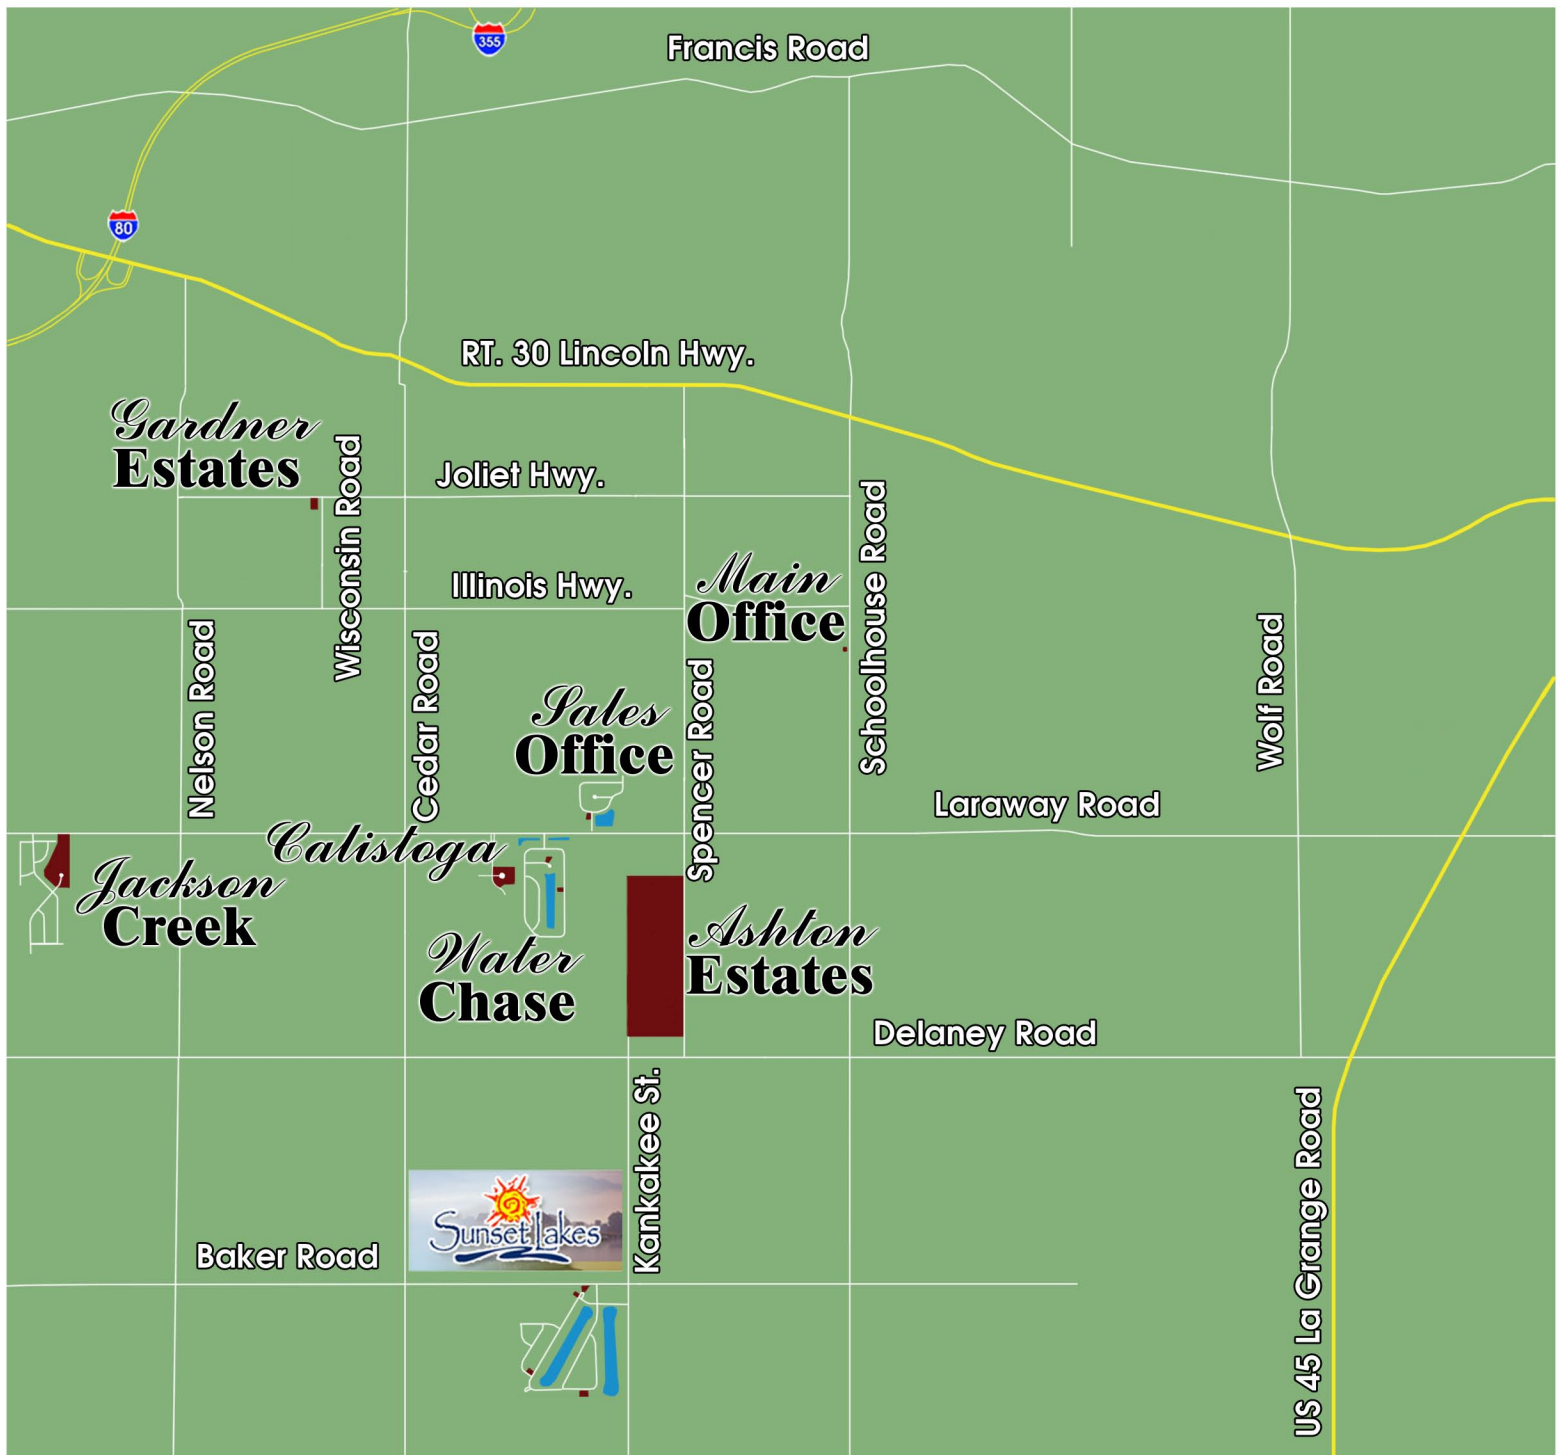 355
Francis Road
80
RT. 30 Lincoln Hwy.
Gardner
Estates
Wisconsin Road
Joliet Hwy.
Schoolhouse Road
Illinois Hwy.
Main
Office
Nelson Road
Cedar Road
Wolf Road
Spencer Road
Sales
Office
Laraway Road
Calistoga
Jackson
Creek
Water
Chase
Ashton
Estates
Delaney Road
Kankakee St.
US 45 La Grange Road
Sunset Lakes
Baker Road